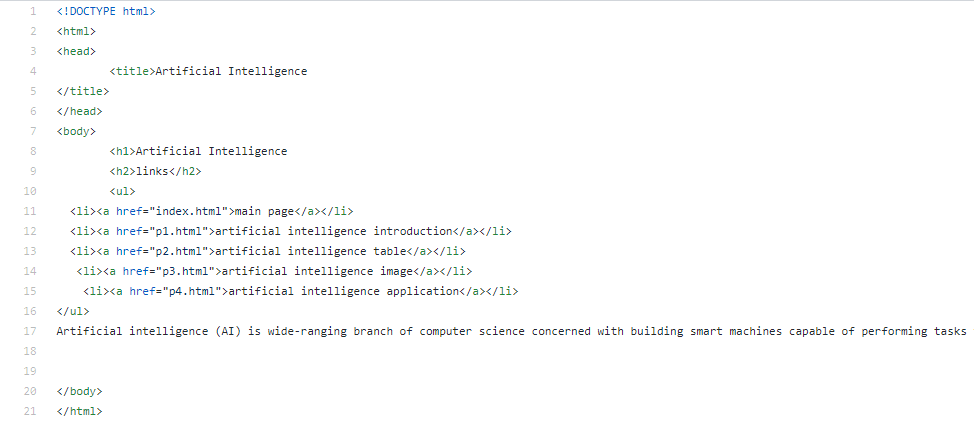 1 <!DOCTYPE html>
2 <html>
3 <head>
4 <title>Artificial Intelligence
5 </title>
6 </head>
7 <body>
8 <h1>Artificial Intelligence
9 <h2>links</h2>
10 <ul>
11 <li><a href="index.html">main page</a></li>
12 <li><a href="p1.html">artificial intelligence introduction</a></li>
13 <li><a href="p2.html">artificial intelligence table</a></li>
14 <li><a href="p3.html">artificial intelligence image</a></li>
15 <li><a href="p4.html">artificial intelligence application</a></li>
16 </ul>
17 Artificial intelligence (AI) is wide-ranging branch of computer science concerned with building smart machines capable of performing tasks
18
19
20 </body>
21 </html>